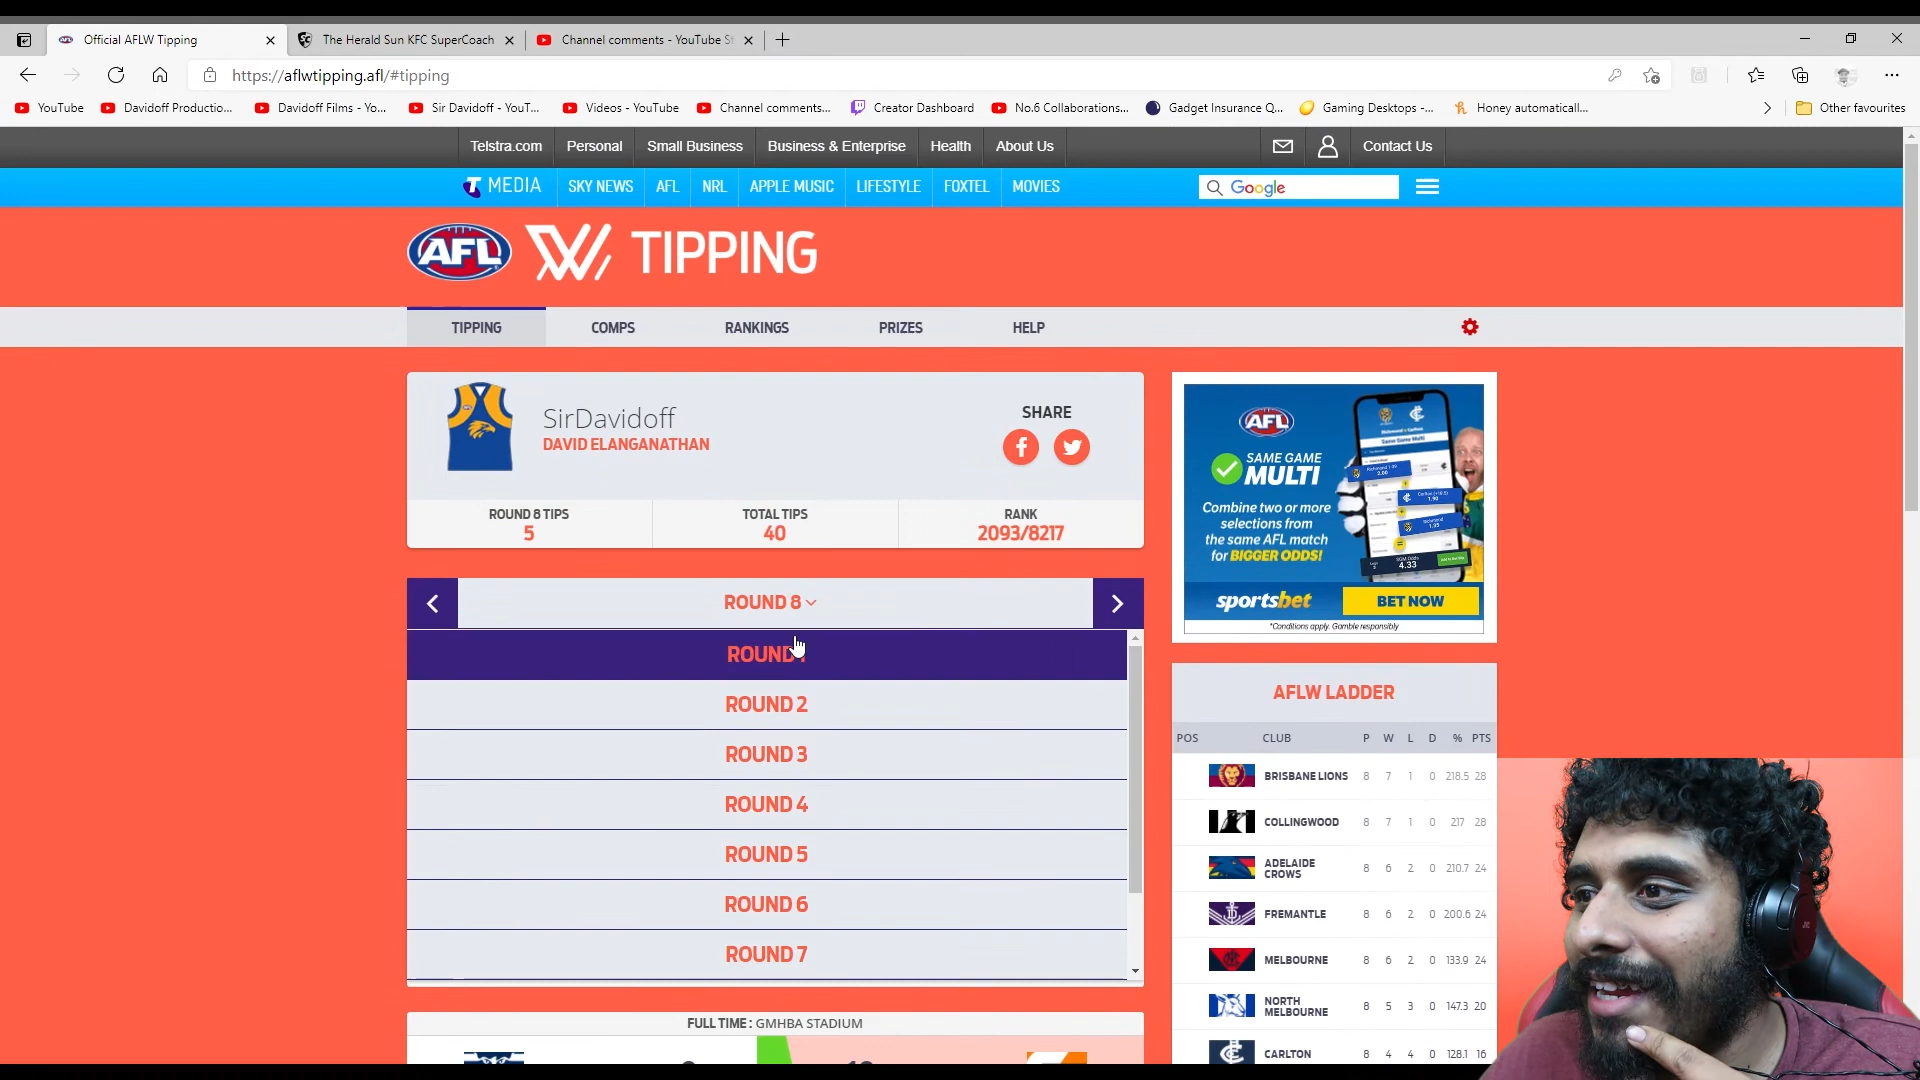 Official AFLW Tipping
The Herald Sun KFC SuperCoach
Channel comments - YouTube St
https://aflwtipping.afl/#tipping
YouTube
Davidoff Productio...
Davidoff Films - Yo...
Sir Davidoff - YouT...
Videos - YouTube
Channel comments...
Creator Dashboard
No.6 Collaborations...
Gadget Insurance Q...
Gaming Desktops -...
Honey automaticall...
Other favourites
Telstra.com
Personal
Small Business
Business & Enterprise
Health
About Us
Contact Us
T MEDIA
SKY NEWS
AFL
NRL
APPLE MUSIC
LIFESTYLE
FOXTEL
MOVIES
Google
AFL W TIPPING
TIPPING
COMPS
RANKINGS
PRIZES
HELP
SirDavidoff
DAVID ELANGANATHAN
SHARE
ROUND 8 TIPS
5
TOTAL TIPS
40
RANK
2093/8217
ROUND 8
ROUND 1
ROUND 2
ROUND 3
ROUND 4
ROUND 5
ROUND 6
ROUND 7
FULL TIME : GMHBA STADIUM
AFL
SAME GAME
MULTI
Combine two or more
selections from
the same AFL match
for BIGGER ODDS!
Same Game Multi
4.33
sportsbet
BET NOW
*Conditions apply. Gamble responsibly
AFLW LADDER
POS CLUB P W L D % PTS
BRISBANE LIONS 8 7 1 0 218.5 28
COLLINGWOOD 8 7 1 0 217 28
ADELAIDE CROWS 8 6 2 0 210.7 24
FREMANTLE 8 6 2 0 200.6 24
MELBOURNE 8 6 2 0 133.9 24
NORTH MELBOURNE 8 5 3 0 147.3 20
CARLTON 8 4 4 0 128.1 16